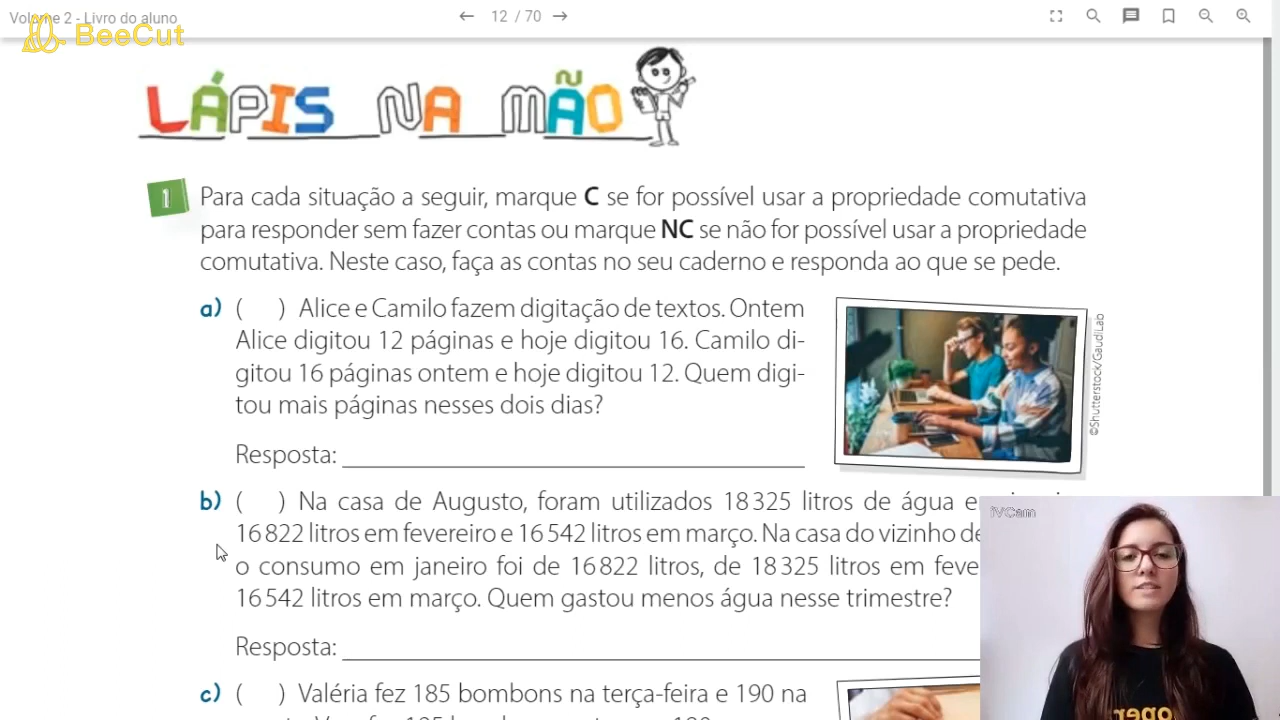 Volume 2 - Livro do aluno
12 / 70
BeeCut
LÁPIS NA MÃO
1 Para cada situação a seguir, marque C se for possível usar a propriedade comutativa
para responder sem fazer contas ou marque NC se não for possível usar a propriedade
comutativa. Neste caso, faça as contas no seu caderno e responda ao que se pede.
a) ( ) Alice e Camilo fazem digitação de textos. Ontem
Alice digitou 12 páginas e hoje digitou 16. Camilo di-
gitou 16 páginas ontem e hoje digitou 12. Quem digi-
tou mais páginas nesses dois dias?
Resposta:
©Shutterstock/GaudiLab
b) ( ) Na casa de Augusto, foram utilizados 18 325 litros de água
16 822 litros em fevereiro e 16 542 litros em março. Na casa do vizinho
o consumo em janeiro foi de 16 822 litros, de 18 325 litros em
16 542 litros em março. Quem gastou menos água nesse trimestre?
Resposta:
iVCam
c) ( ) Valéria fez 185 bombons na terça-feira e 190 na